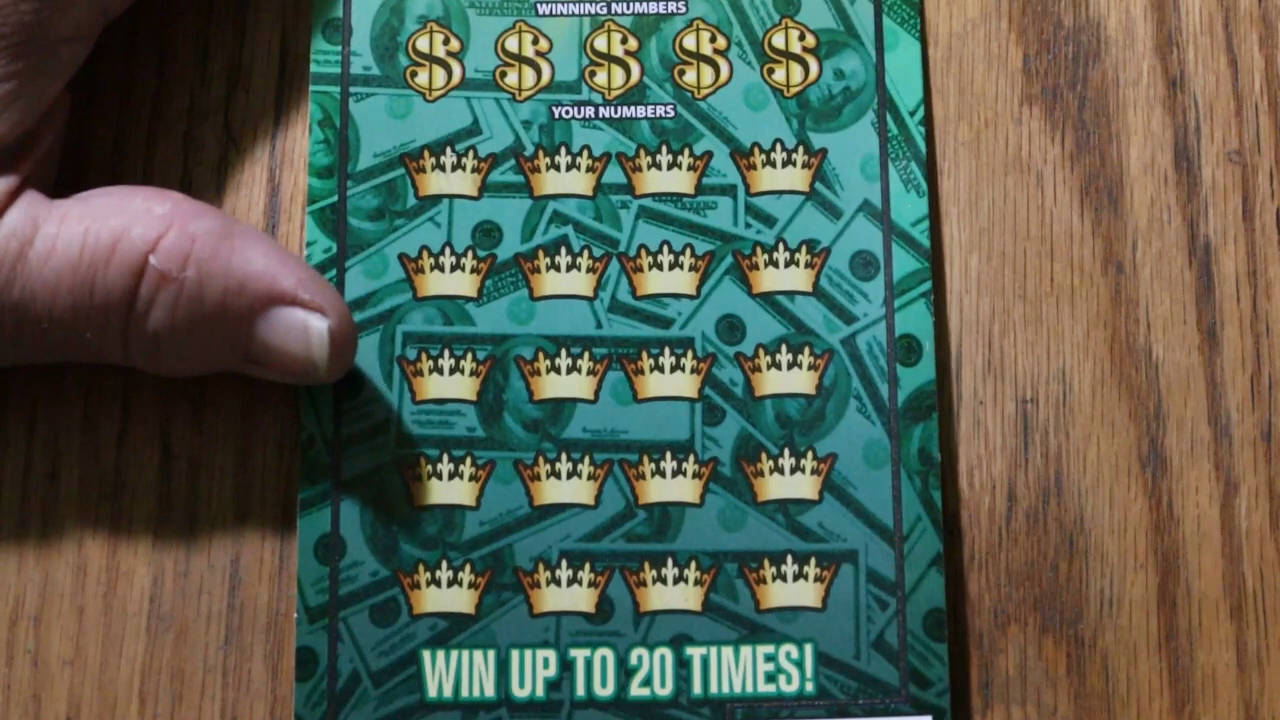 WINNING NUMBERS
$ $ $ $ $
YOUR NUMBERS
WIN UP TO 20 TIMES!